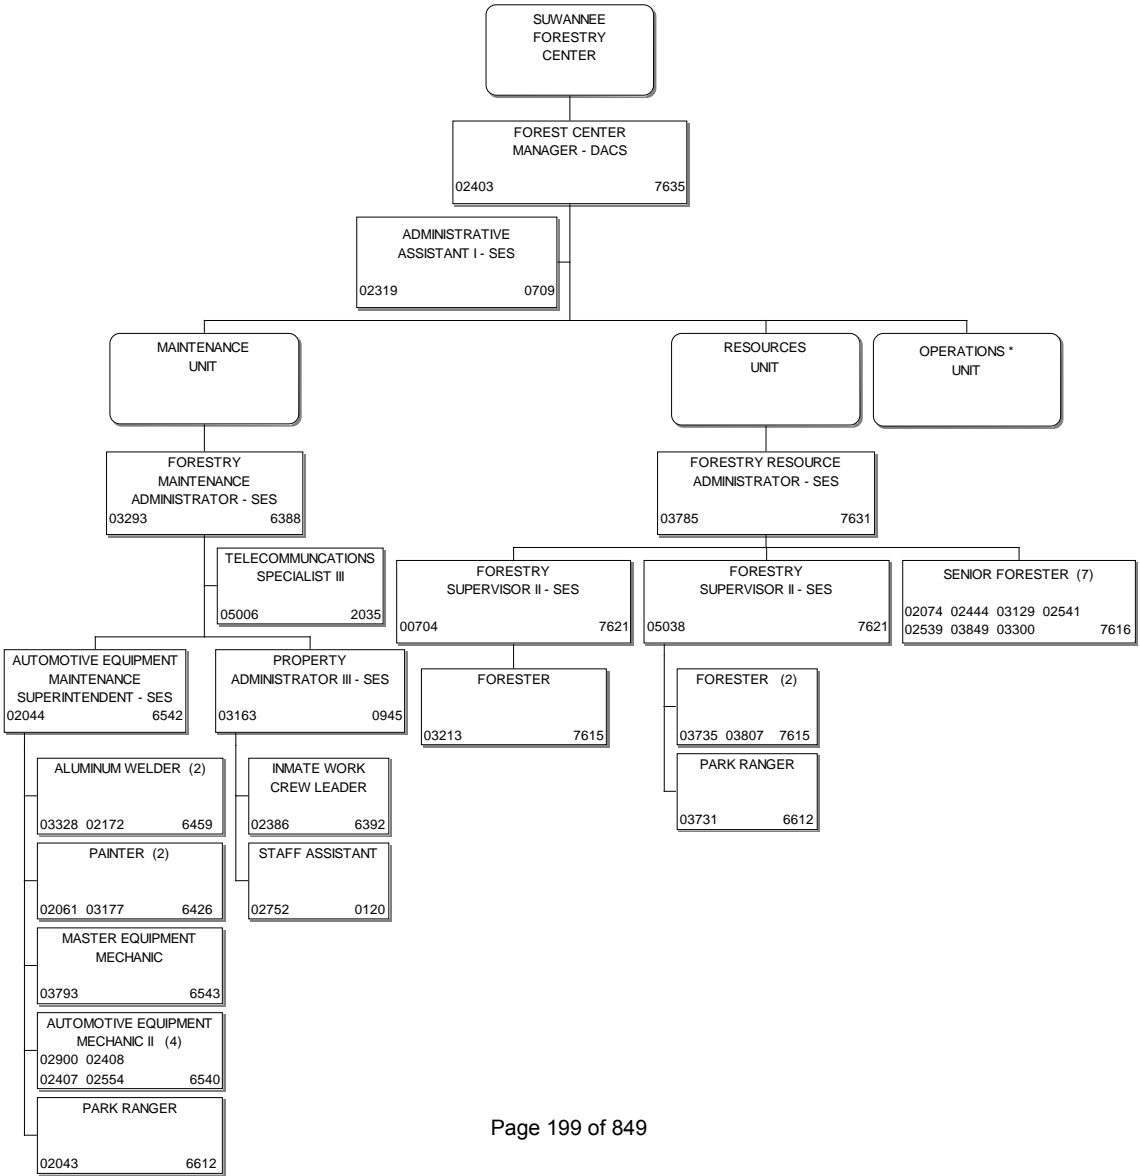 SUWANNEE
FORESTRY
CENTER
FOREST CENTER
MANAGER - DACS
02403 7635
ADMINISTRATIVE
ASSISTANT I - SES
02319 0709
MAINTENANCE
UNIT
RESOURCES
UNIT
OPERATIONS *
UNIT
FORESTRY
MAINTENANCE
ADMINISTRATOR - SES
03293 6388
FORESTRY RESOURCE
ADMINISTRATOR - SES
03785 7631
TELECOMMUNCATIONS
SPECIALIST III
05006 2035
FORESTRY
SUPERVISOR II - SES
00704 7621
FORESTRY
SUPERVISOR II - SES
05038 7621
SENIOR FORESTER (7)
02074 02444 03129 02541
02539 03849 03300 7616
AUTOMOTIVE EQUIPMENT
MAINTENANCE
SUPERINTENDENT - SES
02044 6542
PROPERTY
ADMINISTRATOR III - SES
03163 0945
FORESTER
03213 7615
FORESTER (2)
03735 03807 7615
PARK RANGER
03731 6612
ALUMINUM WELDER (2)
03328 02172 6459
INMATE WORK
CREW LEADER
02386 6392
PAINTER (2)
02061 03177 6426
STAFF ASSISTANT
02752 0120
MASTER EQUIPMENT
MECHANIC
03793 6543
AUTOMOTIVE EQUIPMENT
MECHANIC II (4)
02900 02408
02407 02554 6540
PARK RANGER
02043 6612
Page 199 of 849